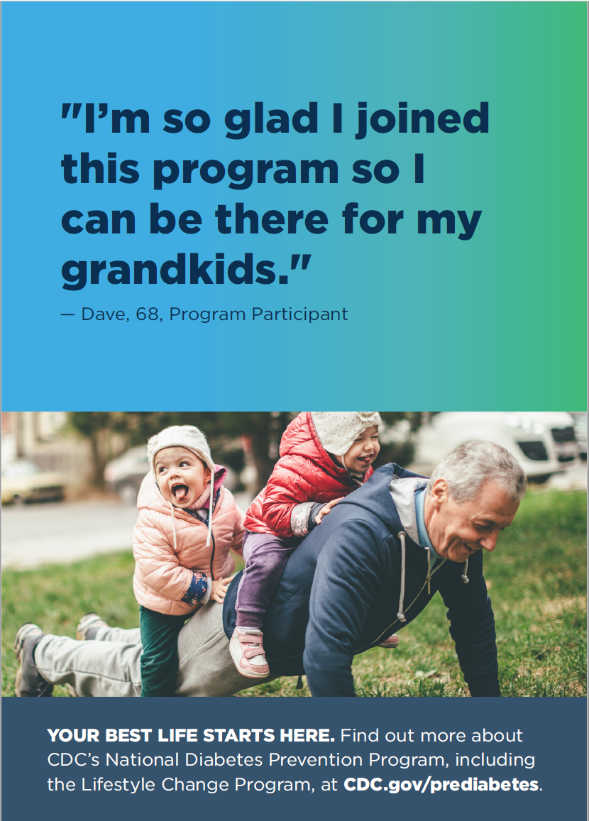 "I’m so glad I joined
this program so I
can be there for my
grandkids."
— Dave, 68, Program Participant
YOUR BEST LIFE STARTS HERE. Find out more about
CDC’s National Diabetes Prevention Program, including
the Lifestyle Change Program, at CDC.gov/prediabetes.